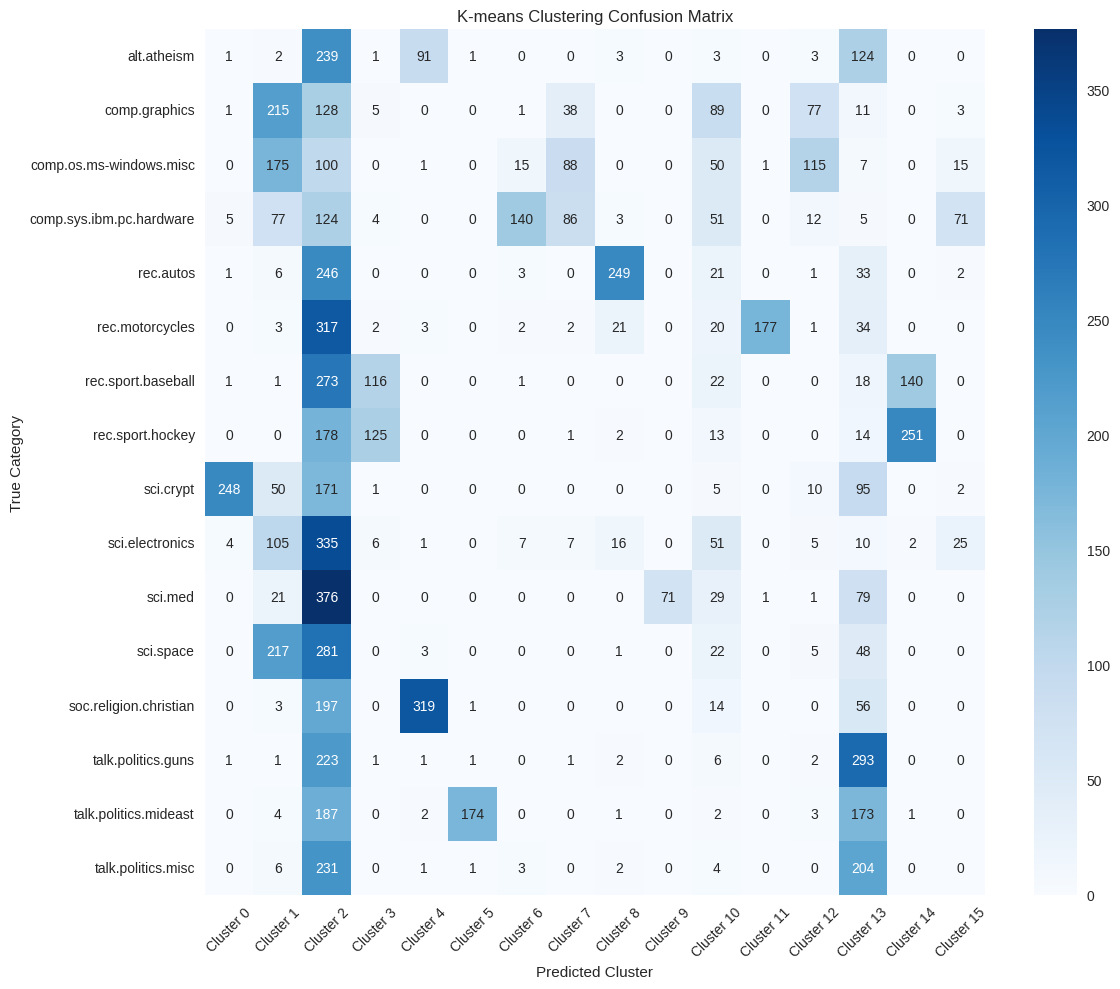 K-means Clustering Confusion Matrix
True Category
alt.atheism 1 2 239 1 91 1 0 0 3 0 3 0 3 124 0 0
comp.graphics 1 215 128 5 0 0 1 38 0 0 89 0 77 11 0 3
comp.os.ms-windows.misc 0 175 100 0 1 0 15 88 0 0 50 1 115 7 0 15
comp.sys.ibm.pc.hardware 5 77 124 4 0 0 140 86 3 0 51 0 12 5 0 71
rec.autos 1 6 246 0 0 0 3 0 249 0 21 0 1 33 0 2
rec.motorcycles 0 3 317 2 3 0 2 2 21 0 20 177 1 34 0 0
rec.sport.baseball 1 1 273 116 0 0 1 0 0 0 22 0 0 18 140 0
rec.sport.hockey 0 0 178 125 0 0 0 1 2 0 13 0 0 14 251 0
sci.crypt 248 50 171 1 0 0 0 0 0 0 5 0 10 95 0 2
sci.electronics 4 105 335 6 1 0 7 7 16 0 51 0 5 10 2 25
sci.med 0 21 376 0 0 0 0 0 0 71 29 1 1 79 0 0
sci.space 0 217 281 0 3 0 0 0 1 0 22 0 5 48 0 0
soc.religion.christian 0 3 197 0 319 1 0 0 0 0 14 0 0 56 0 0
talk.politics.guns 1 1 223 1 1 1 0 1 2 0 6 0 2 293 0 0
talk.politics.mideast 0 4 187 0 2 174 0 0 1 0 2 0 3 173 1 0
talk.politics.misc 0 6 231 0 1 1 3 0 2 0 4 0 0 204 0 0
Cluster 0 Cluster 1 Cluster 2 Cluster 3 Cluster 4 Cluster 5 Cluster 6 Cluster 7 Cluster 8 Cluster 9 Cluster 10 Cluster 11 Cluster 12 Cluster 13 Cluster 14 Cluster 15
Predicted Cluster
350
300
250
200
150
100
50
0